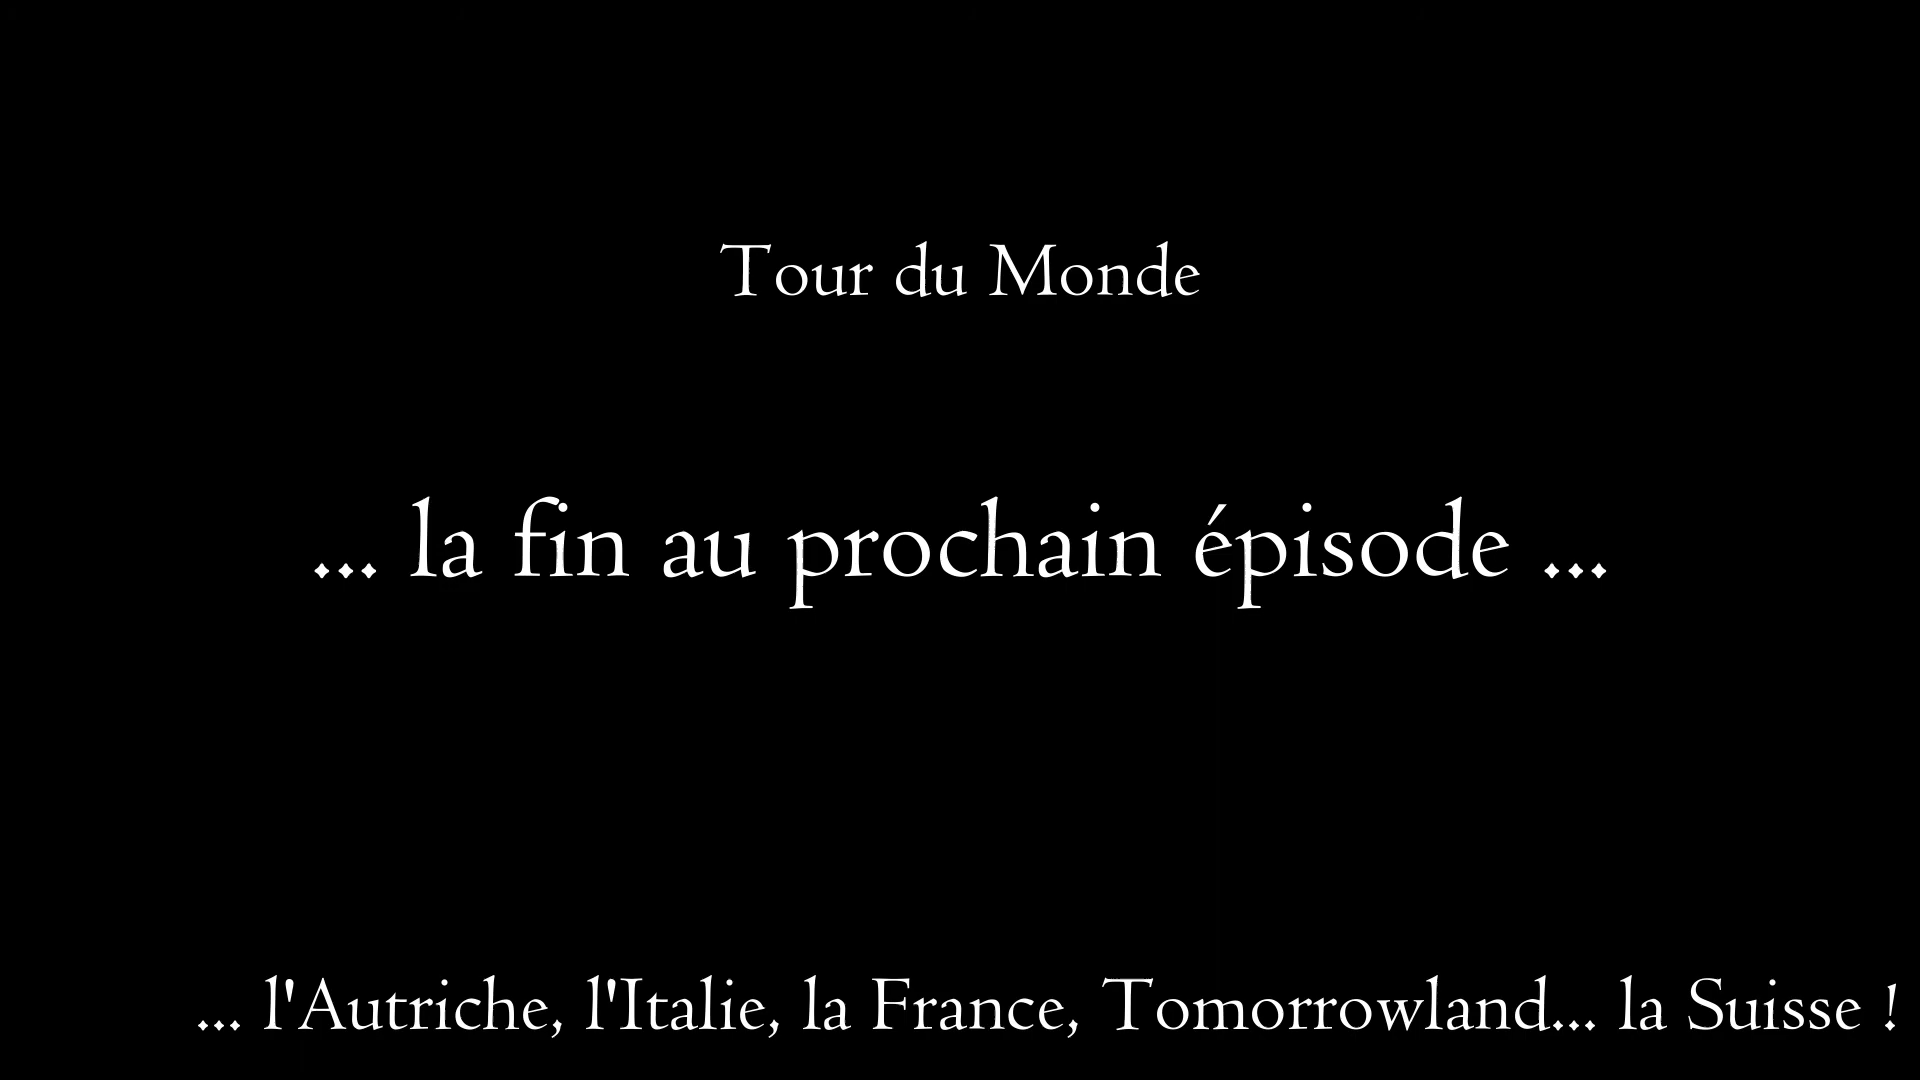 Tour du Monde
... la fin au prochain épisode ...
... l'Autriche, l'Italie, la France, Tomorrowland... la Suisse !